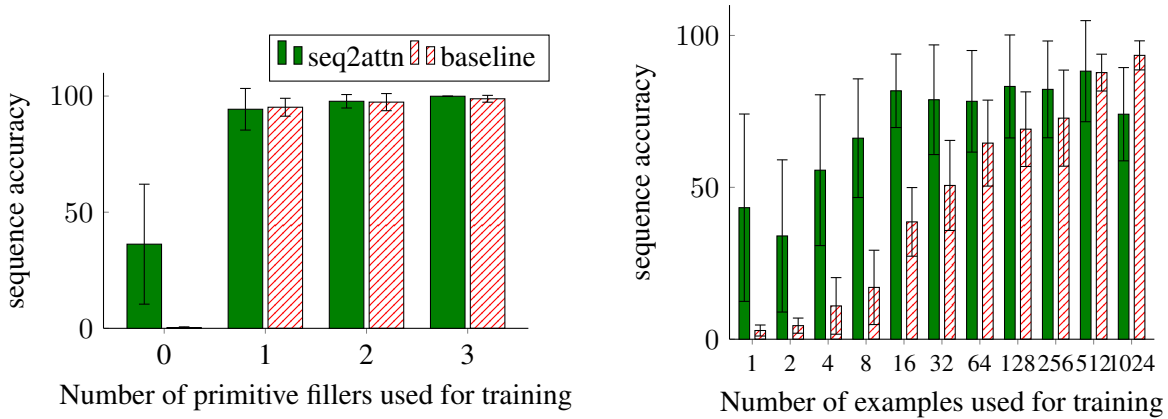 seq2attn baseline
sequence accuracy
100
50
0
0 1 2 3
Number of primitive fillers used for training
sequence accuracy
100
50
0
1 2 4 8 16 32 64 128 256 512 1024
Number of examples used for training